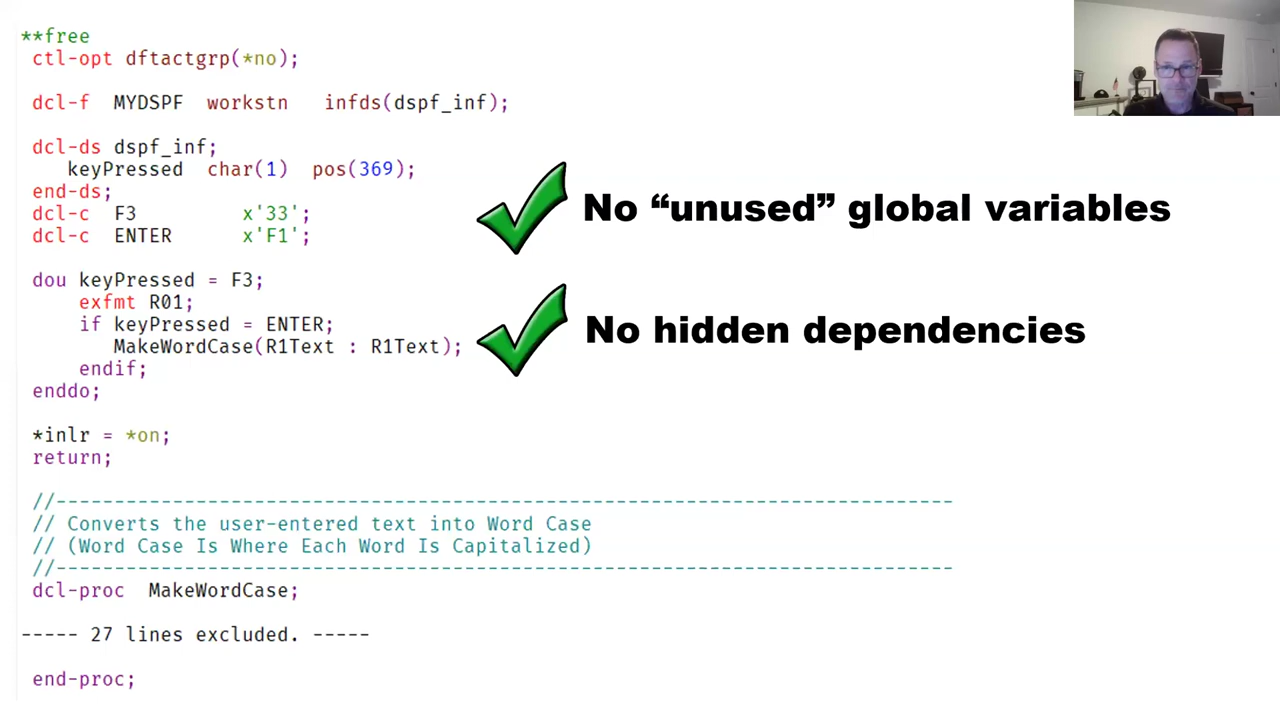 **free
ctl-opt dftactgrp(*no);
dcl-f MYDSPF workstn infds(dspf_inf);
dcl-ds dspf_inf;
keyPressed char(1) pos(369);
end-ds;
dcl-c F3 x'33';
dcl-c ENTER x'F1';
dou keyPressed = F3;
exfmt R01;
if keyPressed = ENTER;
MakeWordCase(R1Text : R1Text);
endif;
enddo;
*inlr = *on;
return;
//------------------------------------------------------------------------------
// Converts the user-entered text into Word Case
// (Word Case Is Where Each Word Is Capitalized)
//------------------------------------------------------------------------------
dcl-proc MakeWordCase;
----- 27 lines excluded. -----
end-proc;
No “unused” global variables
No hidden dependencies